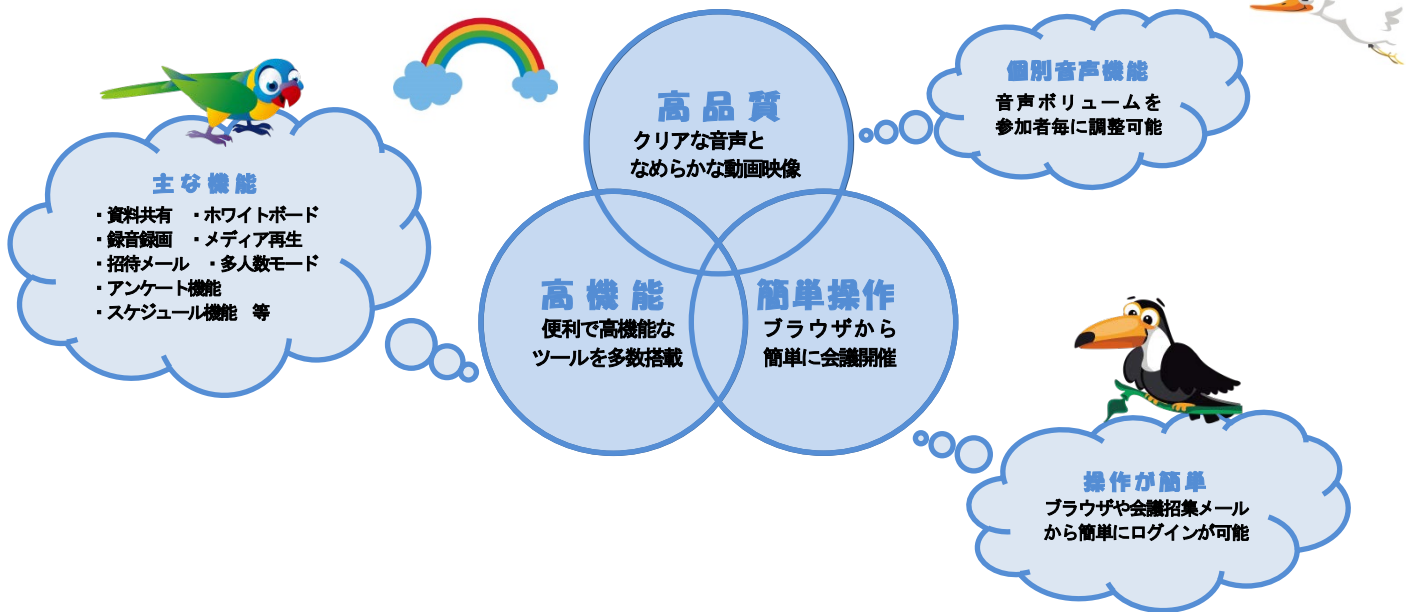 高品質
クリアな音声と
なめらかな動画映像
個別音声機能
音声ボリュームを
参加者毎に調整可能
主な機能
・資料共有　・ホワイトボード
・録音録画　・メディア再生
・招待メール　・多人数モード
・アンケート機能
・スケジュール機能　等
高機能
便利で高機能な
ツールを多数搭載
簡単操作
ブラウザから
簡単に会議開催
操作が簡単
ブラウザや会議招集メール
から簡単にログインが可能